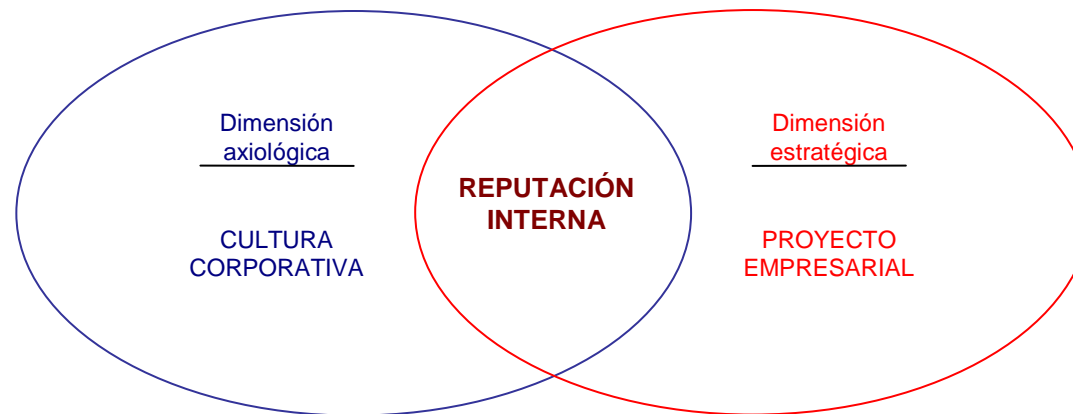 Dimensión
axiológica
CULTURA
CORPORATIVA
REPUTACIÓN
INTERNA
Dimensión
estratégica
PROYECTO
EMPRESARIAL